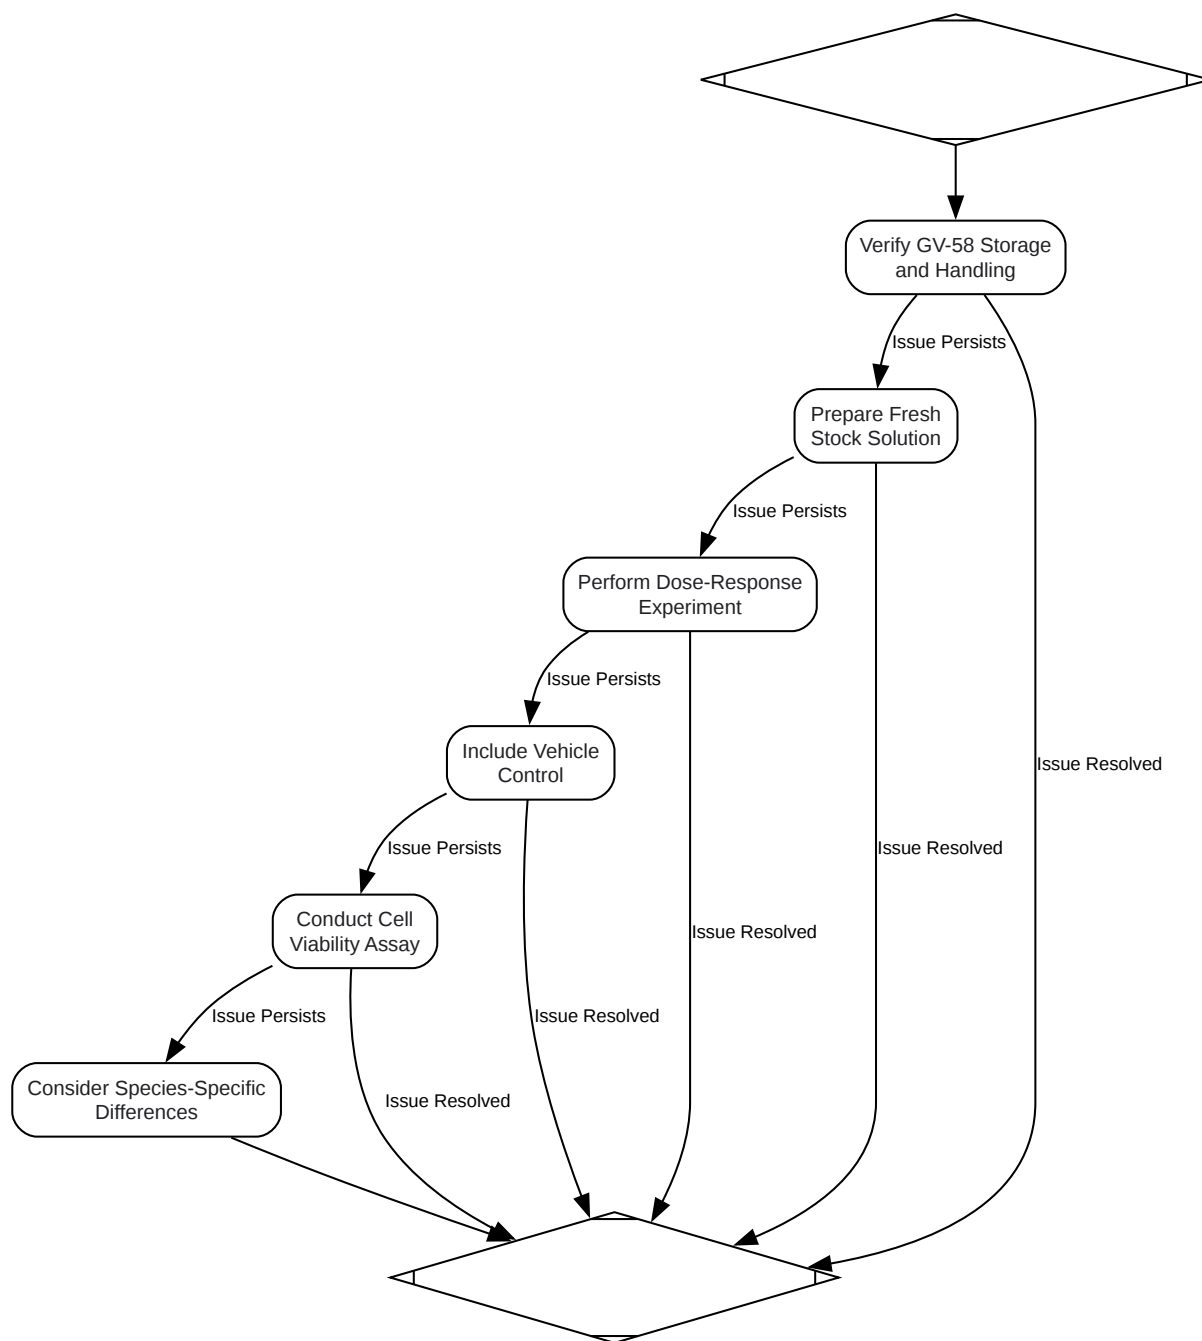 Verify GV-58 Storage
and Handling
Issue Persists
Prepare Fresh
Stock Solution
Issue Persists
Perform Dose-Response
Experiment
Issue Persists
Include Vehicle
Control
Issue Resolved
Issue Persists
Issue Resolved
Conduct Cell
Viability Assay
Issue Resolved
Issue Persists
Issue Resolved
Consider Species-Specific
Differences
Issue Resolved